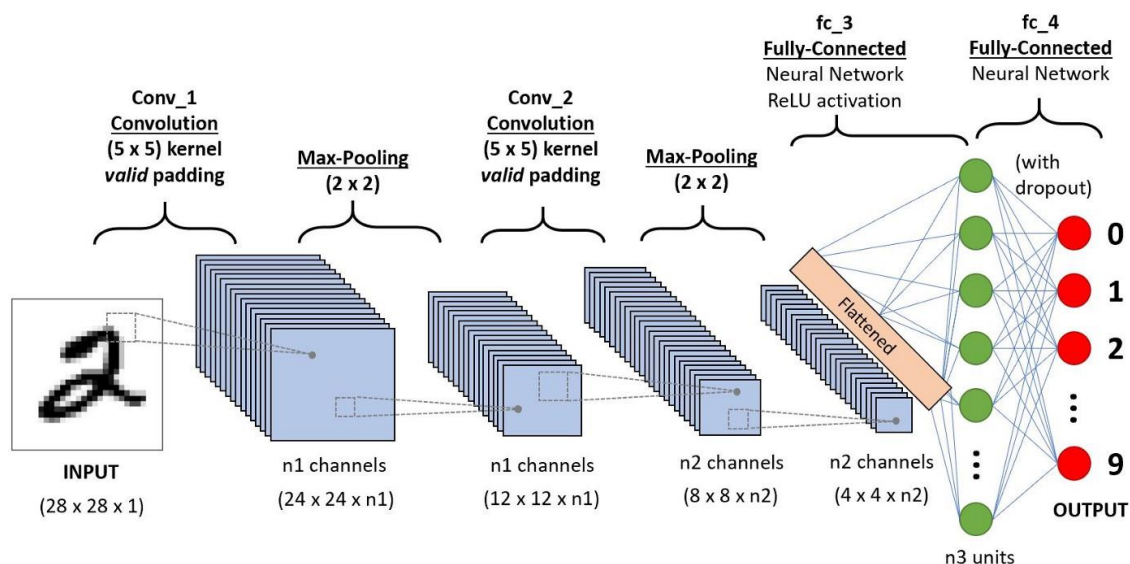 fc_3
Fully-Connected
Neural Network
ReLU activation
fc_4
Fully-Connected
Neural Network
Conv_1
Convolution
(5 x 5) kernel
valid padding
Max-Pooling
(2 x 2)
Conv_2
Convolution
(5 x 5) kernel
valid padding
Max-Pooling
(2 x 2)
(with
dropout)
Flattened
0
1
2
9
INPUT
(28 x 28 x 1)
n1 channels
(24 x 24 x n1)
n1 channels
(12 x 12 x n1)
n2 channels
(8 x 8 x n2)
n2 channels
(4 x 4 x n2)
OUTPUT
n3 units
2